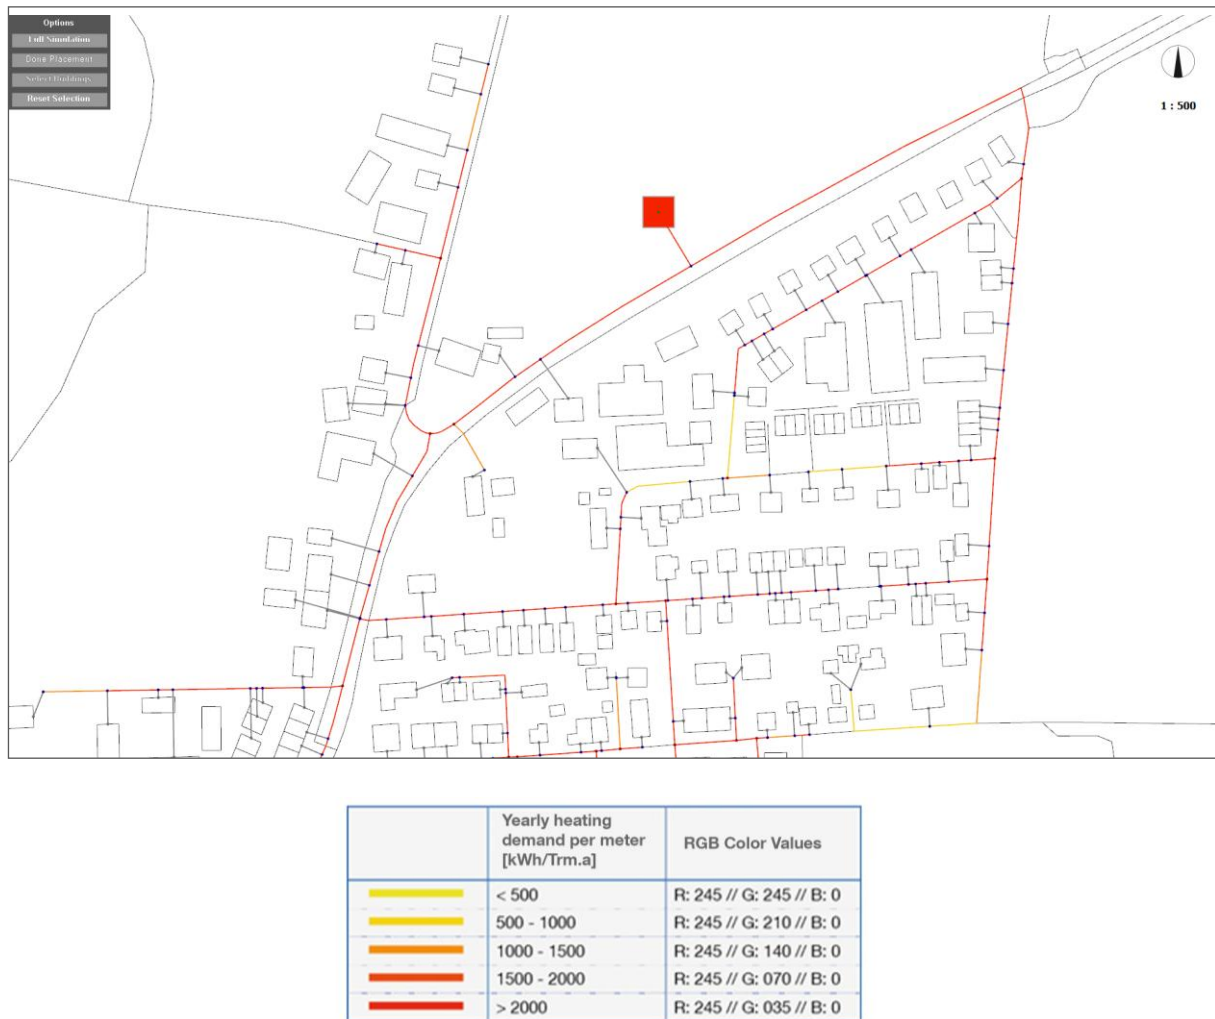 Options
Exit Simulation
Done Placement
Select Buildings
Reset Selection
1 : 500
Yearly heating
demand per meter
[kWh/Trm.a]
RGB Color Values
< 500
R: 245 // G: 245 // B: 0
500 - 1000
R: 245 // G: 210 // B: 0
1000 - 1500
R: 245 // G: 140 // B: 0
1500 - 2000
R: 245 // G: 070 // B: 0
> 2000
R: 245 // G: 035 // B: 0